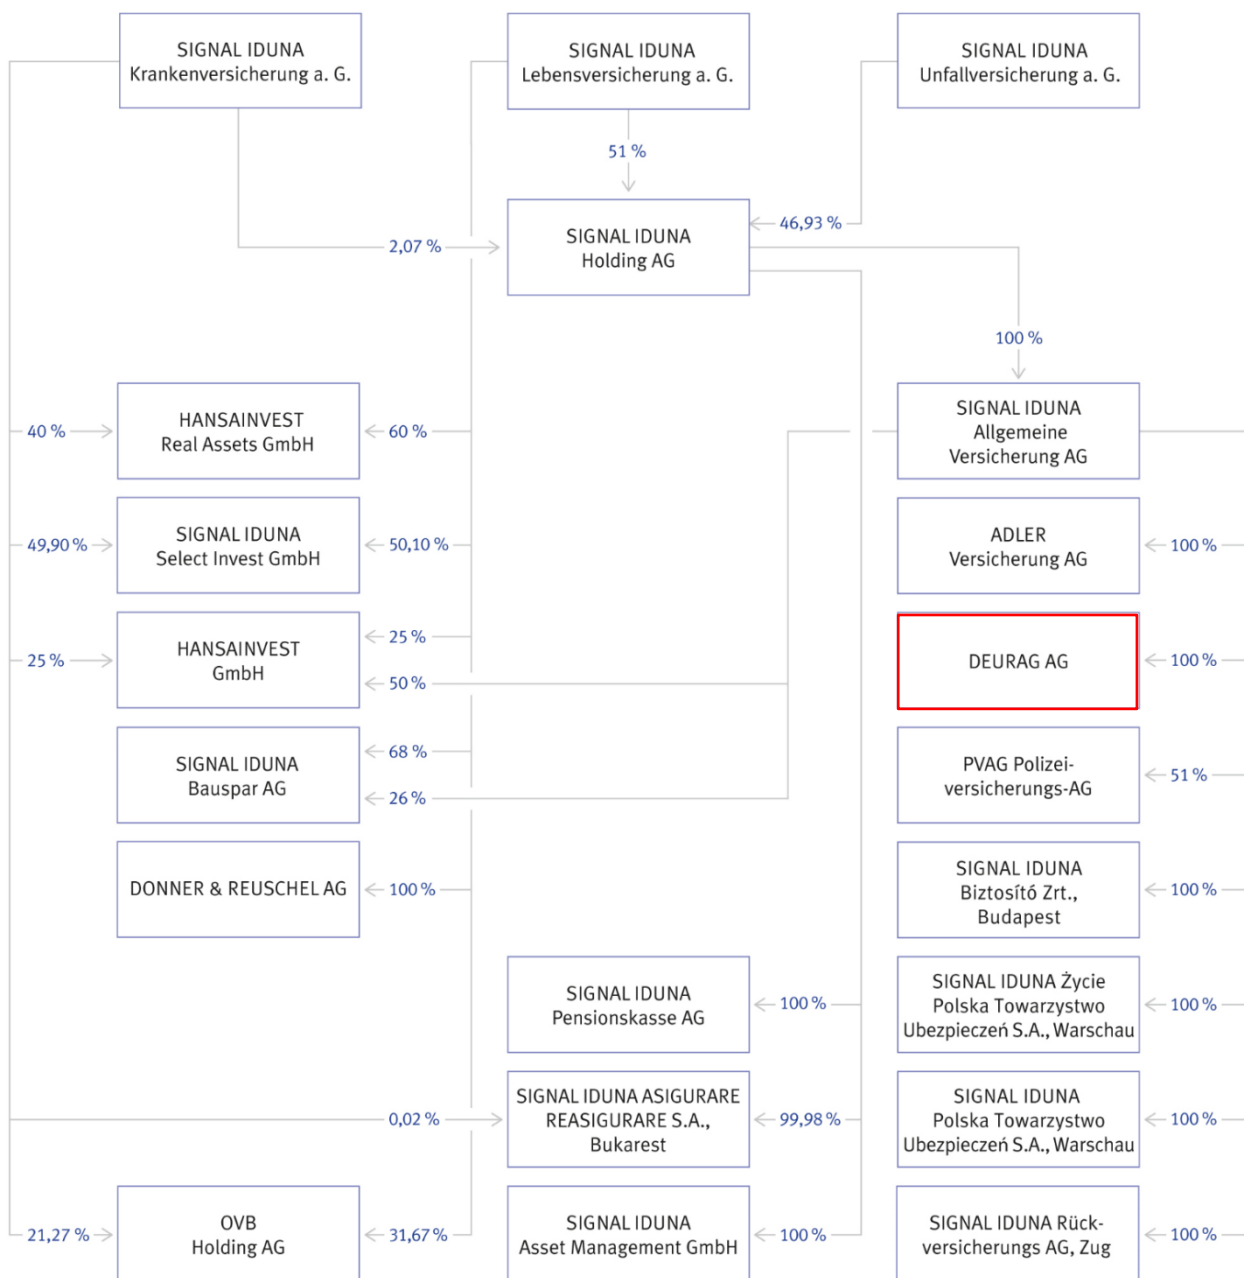 SIGNAL IDUNA
Krankenversicherung a. G.
SIGNAL IDUNA
Lebensversicherung a. G.
SIGNAL IDUNA
Unfallversicherung a. G.
51 %
SIGNAL IDUNA
Holding AG
46,93 %
2,07 %
100 %
40 %
HANSAINVEST
Real Assets GmbH
60 %
SIGNAL IDUNA
Allgemeine
Versicherung AG
49,90 %
SIGNAL IDUNA
Select Invest GmbH
50,10 %
ADLER
Versicherung AG
100 %
25 %
HANSAINVEST
GmbH
25 %
50 %
DEURAG AG
100 %
SIGNAL IDUNA
Bauspar AG
68 %
26 %
PVAG Polizei-
versicherungs-AG
51 %
DONNER & REUSCHEL AG
100 %
SIGNAL IDUNA
Biztosító Zrt.,
Budapest
100 %
SIGNAL IDUNA
Pensionskasse AG
100 %
SIGNAL IDUNA Życie
Polska Towarzystwo
Ubezpieczeń S.A., Warschau
100 %
0,02 %
SIGNAL IDUNA ASIGURARE
REASIGURARE S.A.,
Bukarest
99,98 %
SIGNAL IDUNA
Polska Towarzystwo
Ubezpieczeń S.A., Warschau
100 %
21,27 %
OVB
Holding AG
31,67 %
SIGNAL IDUNA
Asset Management GmbH
100 %
SIGNAL IDUNA Rück-
versicherungs AG, Zug
100 %